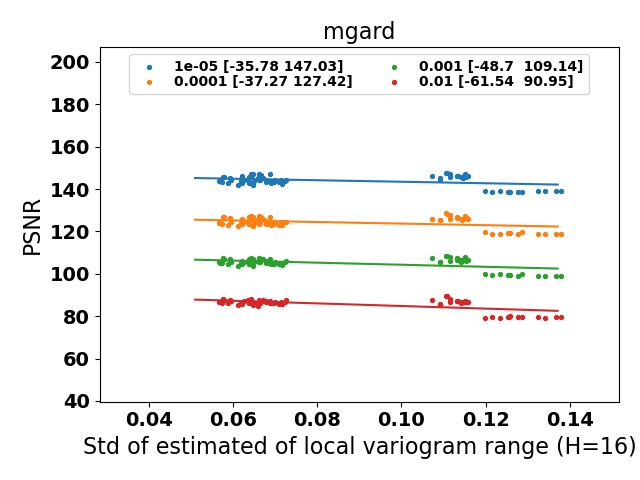 mgard
1e-05 [-35.78 147.03]
0.0001 [-37.27 127.42]
0.001 [-48.7  109.14]
0.01 [-61.54  90.95]
PSNR
200
180
160
140
120
100
80
60
40
0.04 0.06 0.08 0.10 0.12 0.14
Std of estimated of local variogram range (H=16)